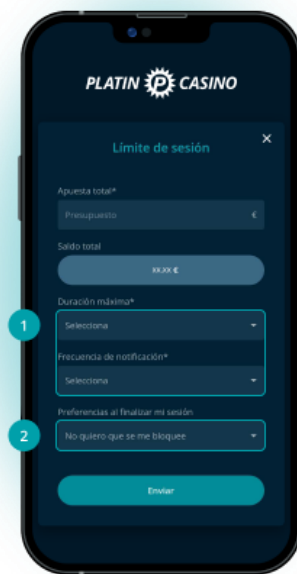 PLATIN P CASINO
Límite de sesión
×
Apuesta total*
Presupuesto €
Saldo total
xx.xx €
Duración máxima*
1
Selecciona
Frecuencia de notificación*
Selecciona
Preferencias al finalizar mi sesión
2
No quiero que se me bloquee
Enviar